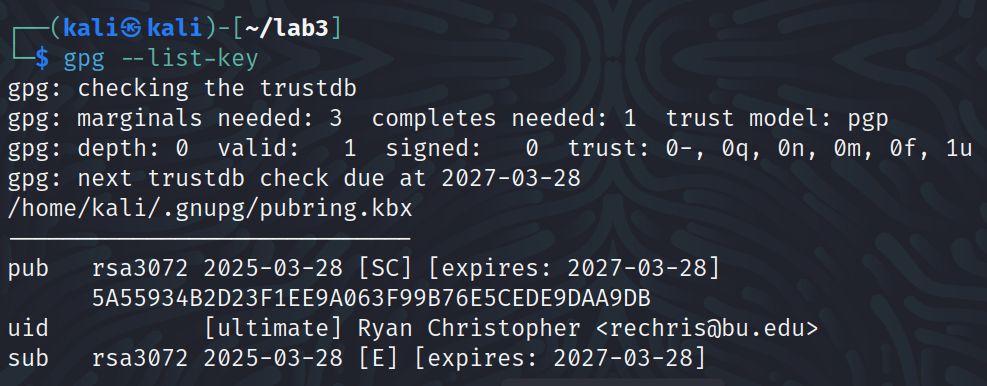 ┌──(kali㉿kali)-[~/lab3]
└─$ gpg --list-key
gpg: checking the trustdb
gpg: marginals needed: 3  completes needed: 1  trust model: pgp
gpg: depth: 0  valid:   1  signed:   0  trust: 0-, 0q, 0n, 0m, 0f, 1u
gpg: next trustdb check due at 2027-03-28
/home/kali/.gnupg/pubring.kbx
-----------------------------
pub   rsa3072 2025-03-28 [SC] [expires: 2027-03-28]
      5A55934B2D23F1EE9A063F99B76E5CEDE9DAA9DB
uid           [ultimate] Ryan Christopher <rechris@bu.edu>
sub   rsa3072 2025-03-28 [E] [expires: 2027-03-28]